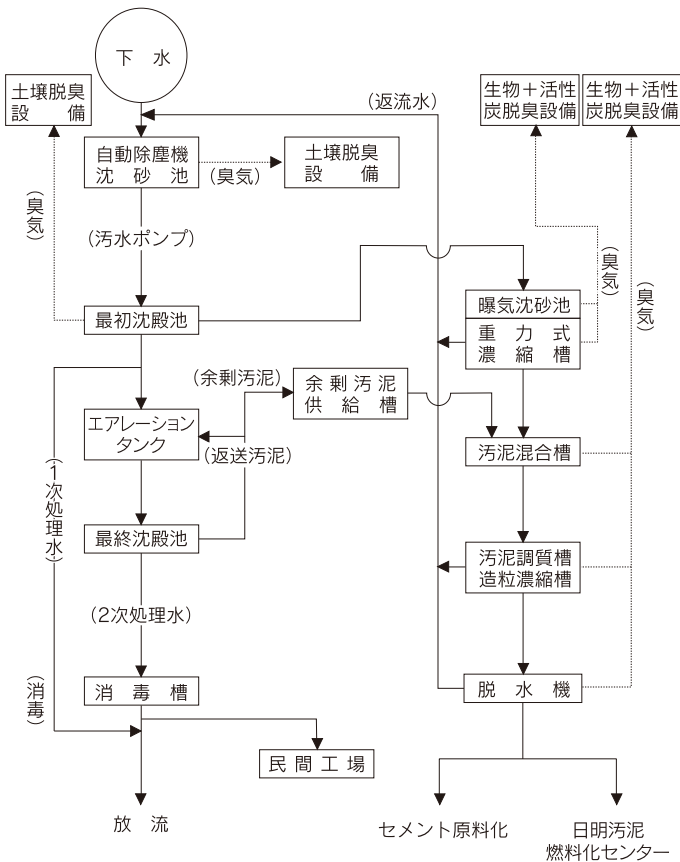 下 水
土壌脱臭
設 備
(返流水)
生物+活性
炭脱臭設備
生物+活性
炭脱臭設備
自動除塵機
沈 砂 池
(臭気)
土壌脱臭
設 備
(臭気)
(汚水ポンプ)
(臭気)
(臭気)
最初沈殿池
曝気沈砂池
重 力 式
濃 縮 槽
(余剰汚泥)
余 剰 汚 泥
供 給 槽
エアレーション
タンク
(返送汚泥)
汚泥混合槽
(1次処理水)
最終沈殿池
汚泥調質槽
造粒濃縮槽
(2次処理水)
(消毒)
消 毒 槽
脱 水 機
民 間 工 場
放 流
セメント原料化
日明汚泥
燃料化センター